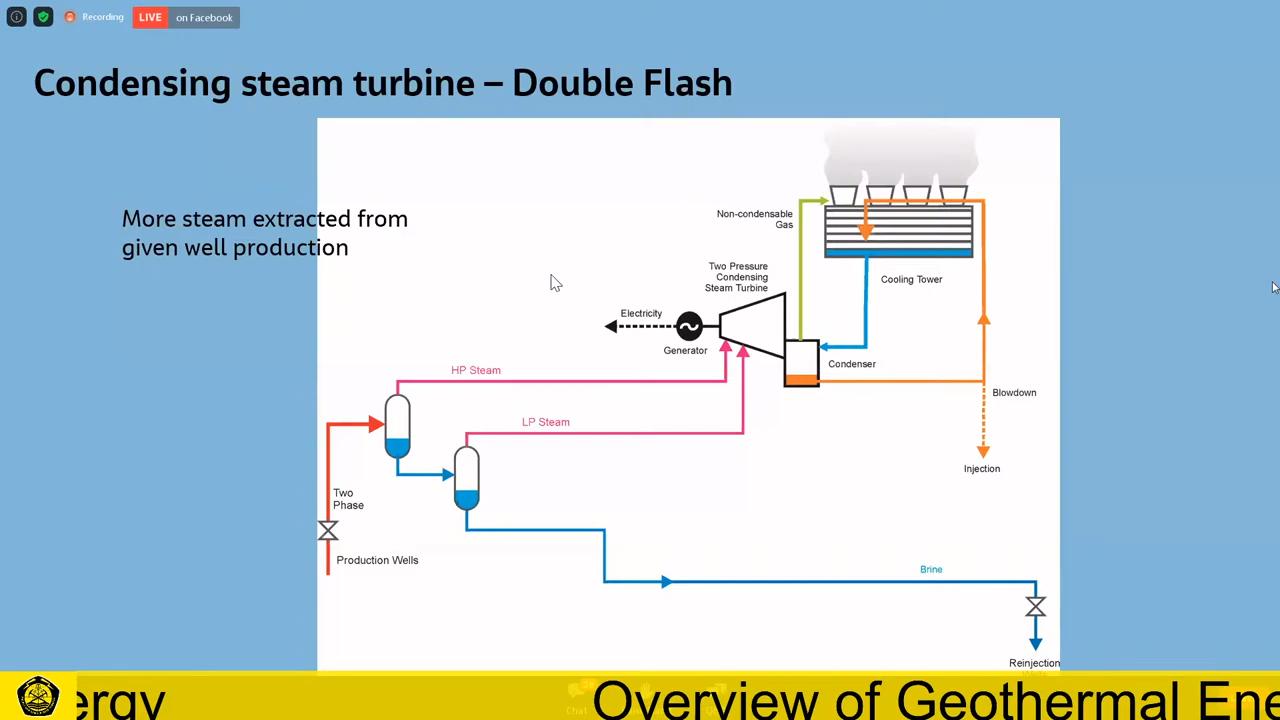 Recording
LIVE on Facebook
Condensing steam turbine – Double Flash
More steam extracted from
given well production
Non-condensable
Gas
Two Pressure
Condensing
Steam Turbine
Cooling Tower
Electricity
Generator
Condenser
HP Steam
Blowdown
LP Steam
Injection
Two
Phase
Production Wells
Brine
Reinjection
ergy Overview of Geothermal Ene